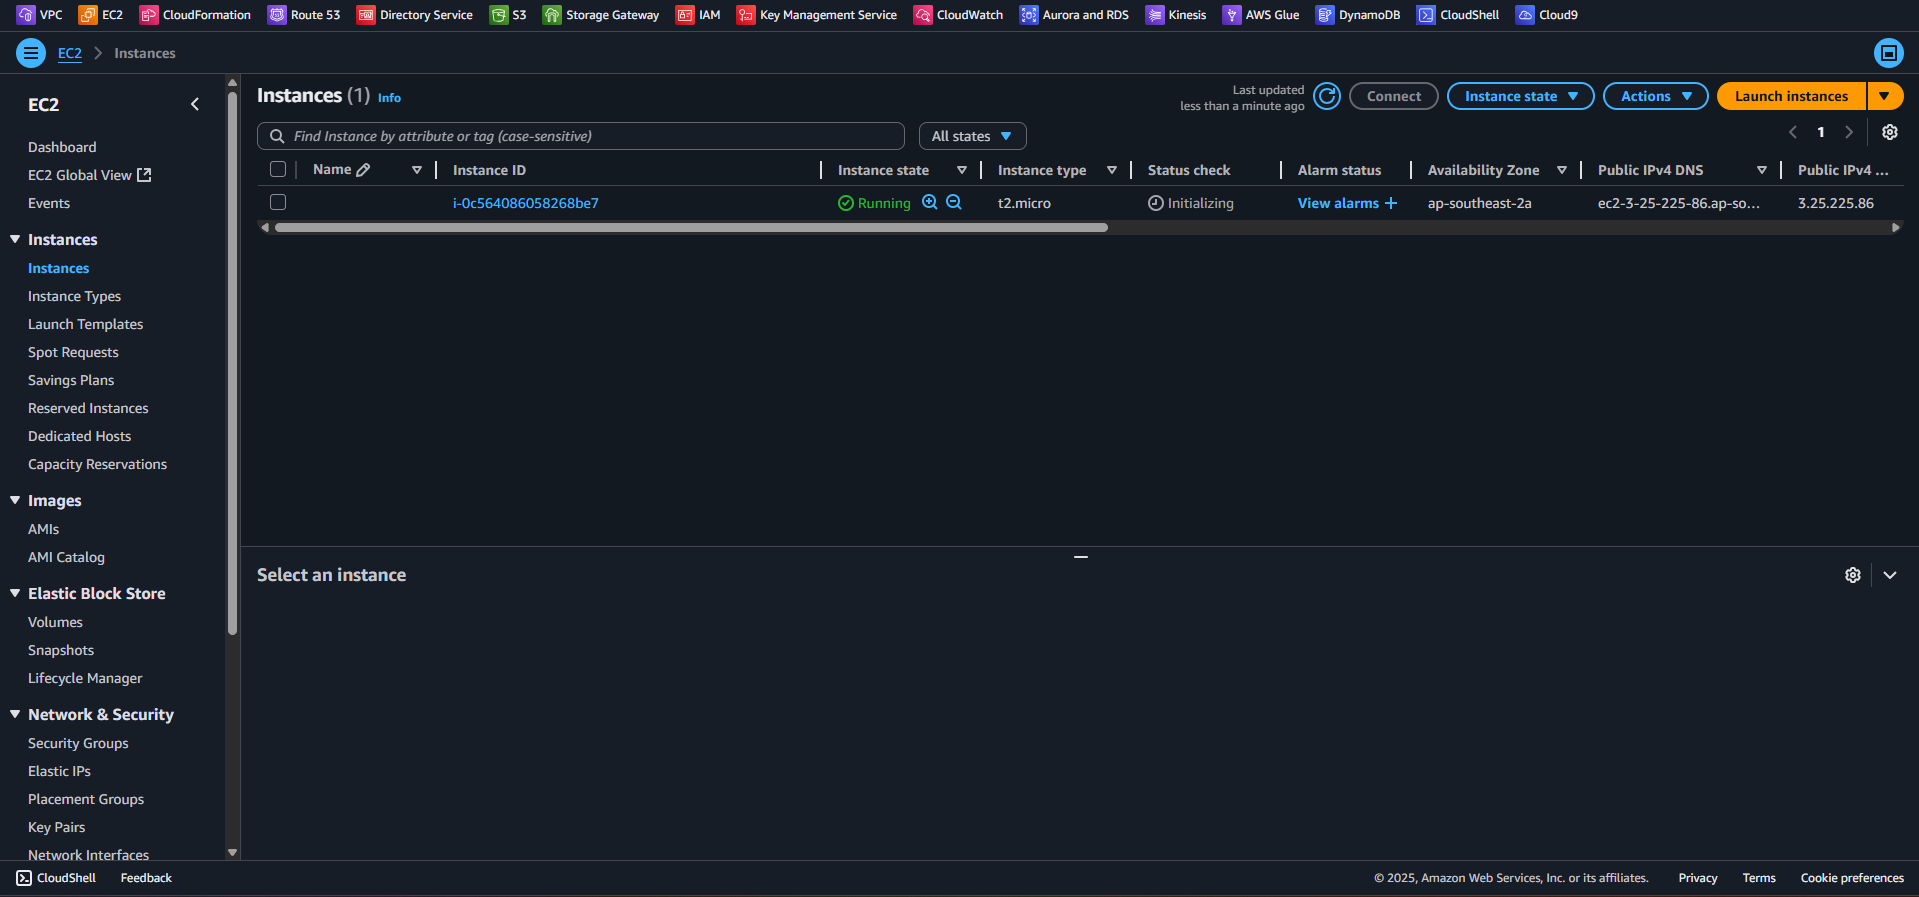 VPC EC2 CloudFormation Route 53 Directory Service S3 Storage Gateway IAM Key Management Service CloudWatch Aurora and RDS Kinesis AWS Glue DynamoDB CloudShell Cloud9
EC2 Instances
EC2
Dashboard
EC2 Global View
Events
Instances
Instances
Instance Types
Launch Templates
Spot Requests
Savings Plans
Reserved Instances
Dedicated Hosts
Capacity Reservations
Images
AMIs
AMI Catalog
Elastic Block Store
Volumes
Snapshots
Lifecycle Manager
Network & Security
Security Groups
Elastic IPs
Placement Groups
Key Pairs
Network Interfaces
Instances (1) Info
Last updated
less than a minute ago
Connect Instance state Actions Launch instances
Find Instance by attribute or tag (case-sensitive) All states 1
Name Instance ID Instance state Instance type Status check Alarm status Availability Zone Public IPv4 DNS Public IPv4 ...
i-0c564086058268be7 Running t2.micro Initializing View alarms + ap-southeast-2a ec2-3-25-225-86.ap-so... 3.25.225.86
Select an instance
CloudShell Feedback © 2025, Amazon Web Services, Inc. or its affiliates. Privacy Terms Cookie preferences